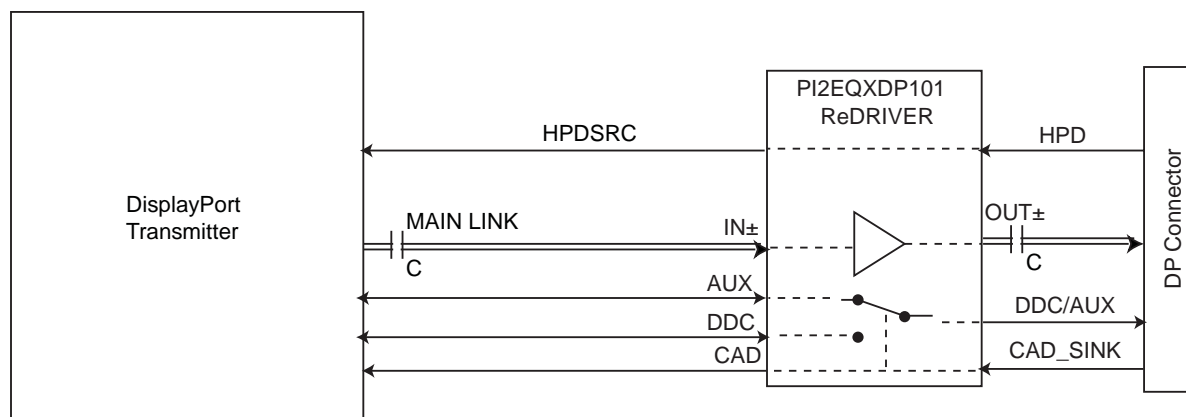 PI2EQXDP101
ReDRIVER
HPDSRC
HPD
DisplayPort
Transmitter
MAIN LINK
C
IN±
OUT±
C
DP Connector
AUX
DDC
DDC/AUX
CAD
CAD_SINK